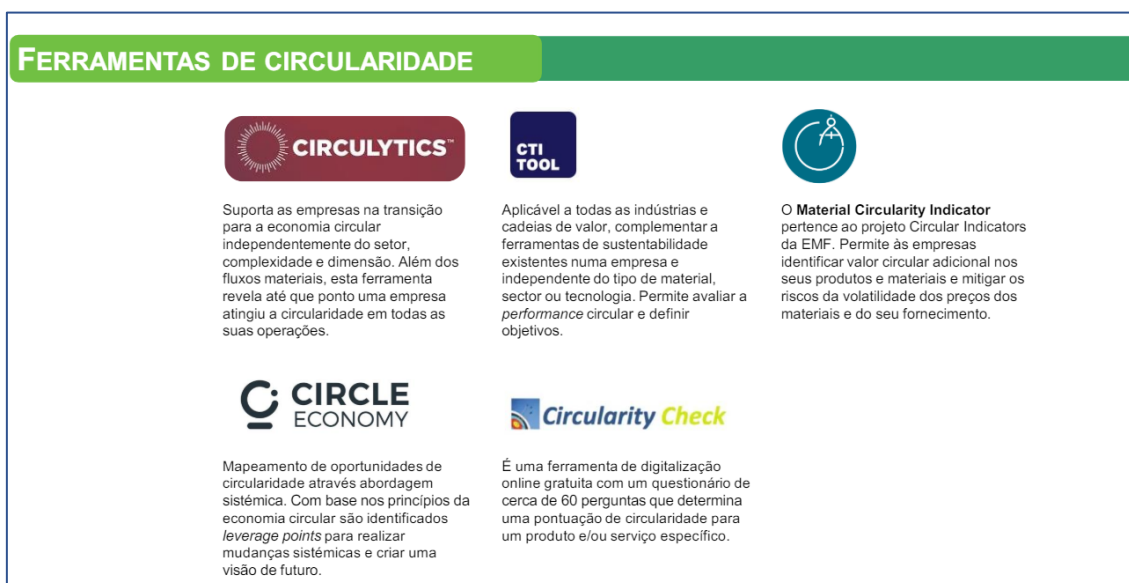 FERRAMENTAS DE CIRCULARIDADE
CIRCULYTICS™
Suporta as empresas na transição
para a economia circular
independentemente do setor,
complexidade e dimensão. Além dos
fluxos materiais, esta ferramenta
revela até que ponto uma empresa
atingiu a circularidade em todas as
suas operações.
CTI
TOOL
Aplicável a todas as indústrias e
cadeias de valor, complementar a
ferramentas de sustentabilidade
existentes numa empresa e
independente do tipo de material,
sector ou tecnologia. Permite avaliar a
performance circular e definir
objetivos.
O Material Circularity Indicator
pertence ao projeto Circular Indicators
da EMF. Permite às empresas
identificar valor circular adicional nos
seus produtos e materiais e mitigar os
riscos da volatilidade dos preços dos
materiais e do seu fornecimento.
CIRCLE
ECONOMY
Mapeamento de oportunidades de
circularidade através abordagem
sistémica. Com base nos princípios da
economia circular são identificados
leverage points para realizar
mudanças sistémicas e criar uma
visão de futuro.
Circularity Check
É uma ferramenta de digitalização
online gratuita com um questionário de
cerca de 60 perguntas que determina
uma pontuação de circularidade para
um produto e/ou serviço específico.